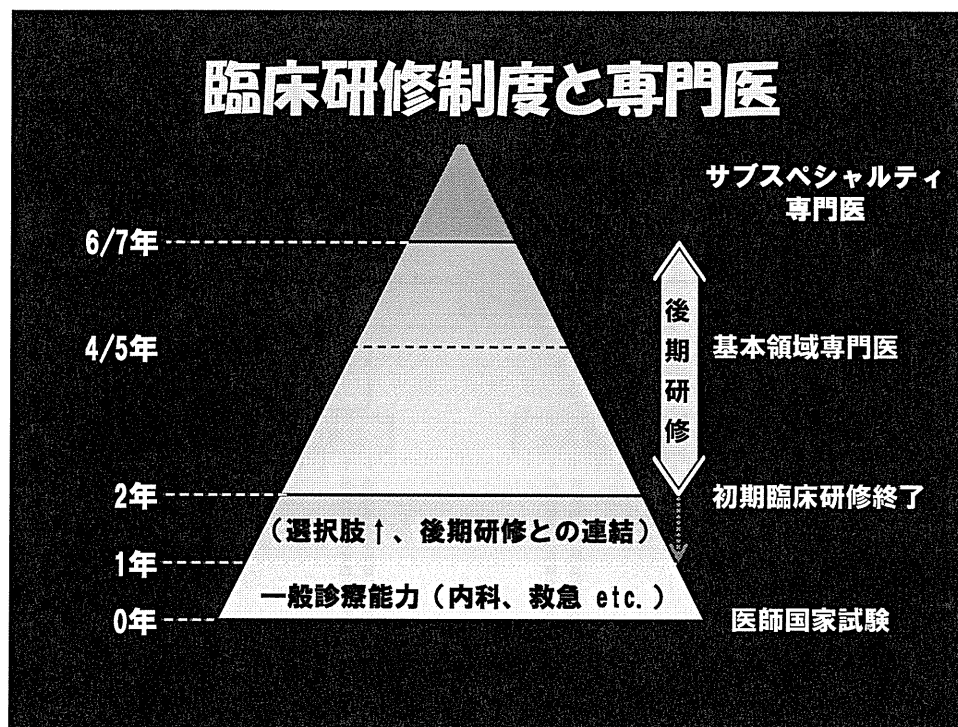 臨床研修制度と専門医
サブスペシャルティ
専門医
6/7年
後期研修
4/5年
基本領域専門医
2年
初期臨床研修終了
(選択肢↑、後期研修との連結)
1年
一般診療能力(内科、救急 etc.)
0年
医師国家試験